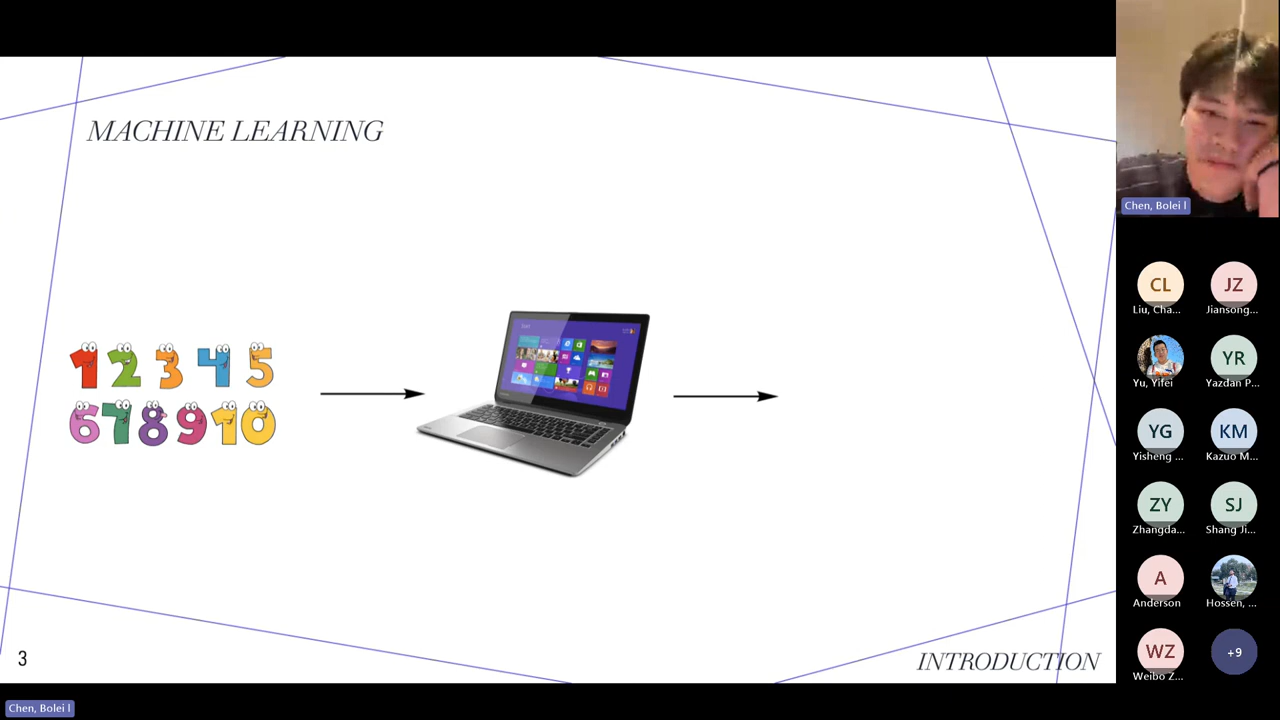 MACHINE LEARNING
1 2 3 4 5
6 7 8 9 10
3
INTRODUCTION
Chen, Bolei l
Chen, Bolei l
CL
JZ
Liu, Cha...
Jiansong...
YR
Yu, Yifei
Yazdan P...
YG
KM
Yisheng ...
Kazuo M...
ZY
SJ
Zhangda...
Shang Ji...
A
Anderson
Hossen, ...
WZ
+9
Weibo Z...